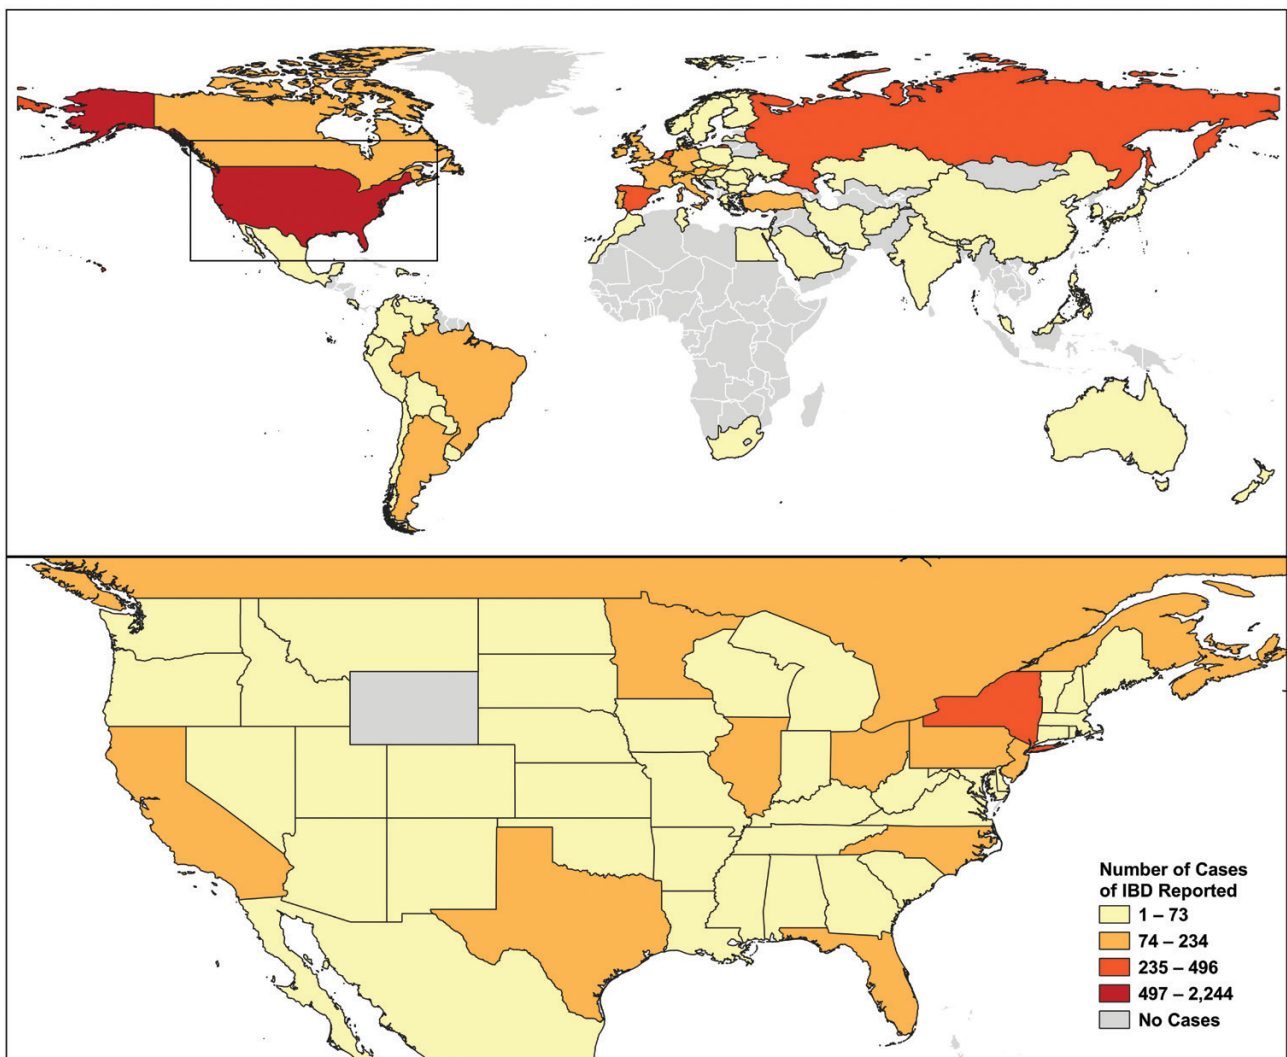 Number of Cases
of IBD Reported
1 – 73
74 – 234
235 – 496
497 – 2,244
No Cases